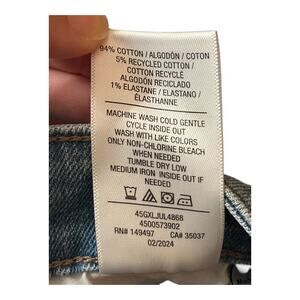 94% COTTON / ALGODÓN / COTON
5% RECYCLED COTTON /
COTTON RECYCLÉ
ALGODÓN RECICLADO
1% ELASTANE / ELASTANO /
ÉLASTHANNE
MACHINE WASH COLD GENTLE
CYCLE INSIDE OUT
WASH WITH LIKE COLORS
ONLY NON-CHLORINE BLEACH
WHEN NEEDED
TUMBLE DRY LOW
MEDIUM IRON INSIDE OUT IF
NEEDED
45GXLJUL4868
4500573902
RN# 149497 CA# 35037
02/2024